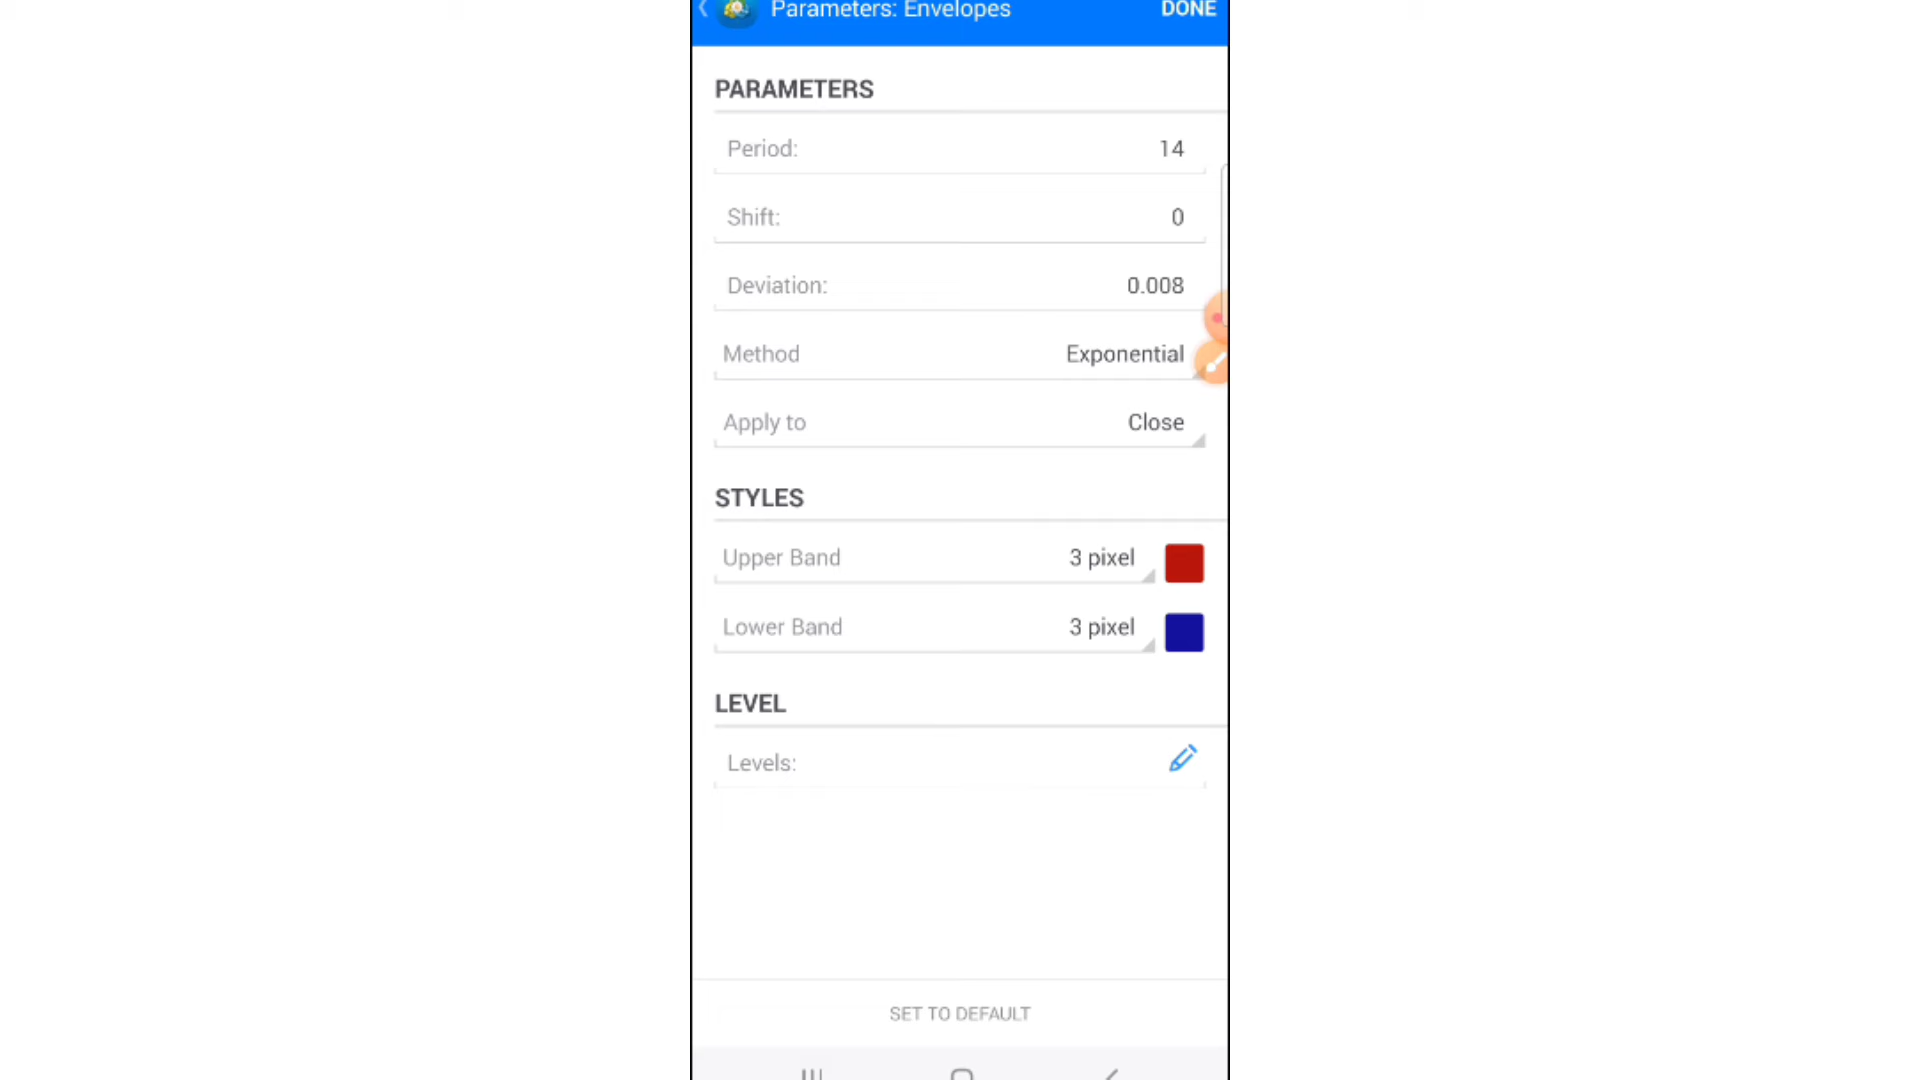 Parameters: Envelopes DONE
PARAMETERS
Period: 14
Shift: 0
Deviation: 0.008
Method Exponential
Apply to Close
STYLES
Upper Band 3 pixel
Lower Band 3 pixel
LEVEL
Levels:
SET TO DEFAULT